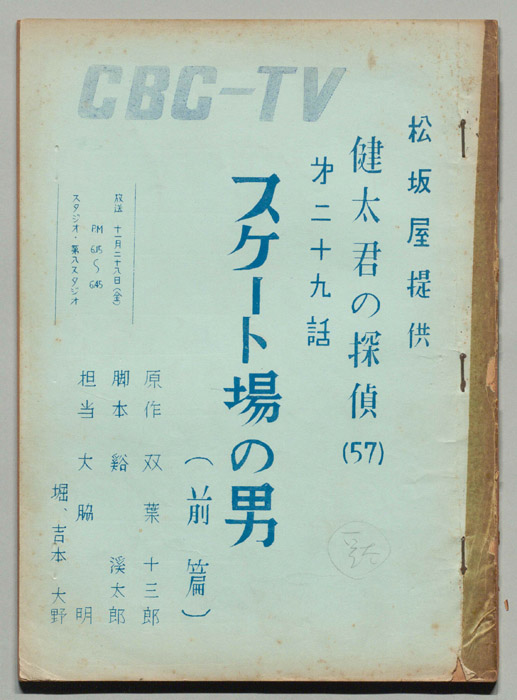 CBC-TV
松坂屋提供
健太君の探偵(57)
第二十九話
スケート場の男
(前篇)
原作 双葉十三郎
脚本 谿渓太郎
担当 大脇明
堀、吉本 大野
放送 十一月二十八日(金)
PM 6.15〜6.45
スタジオ・第入スタジオ